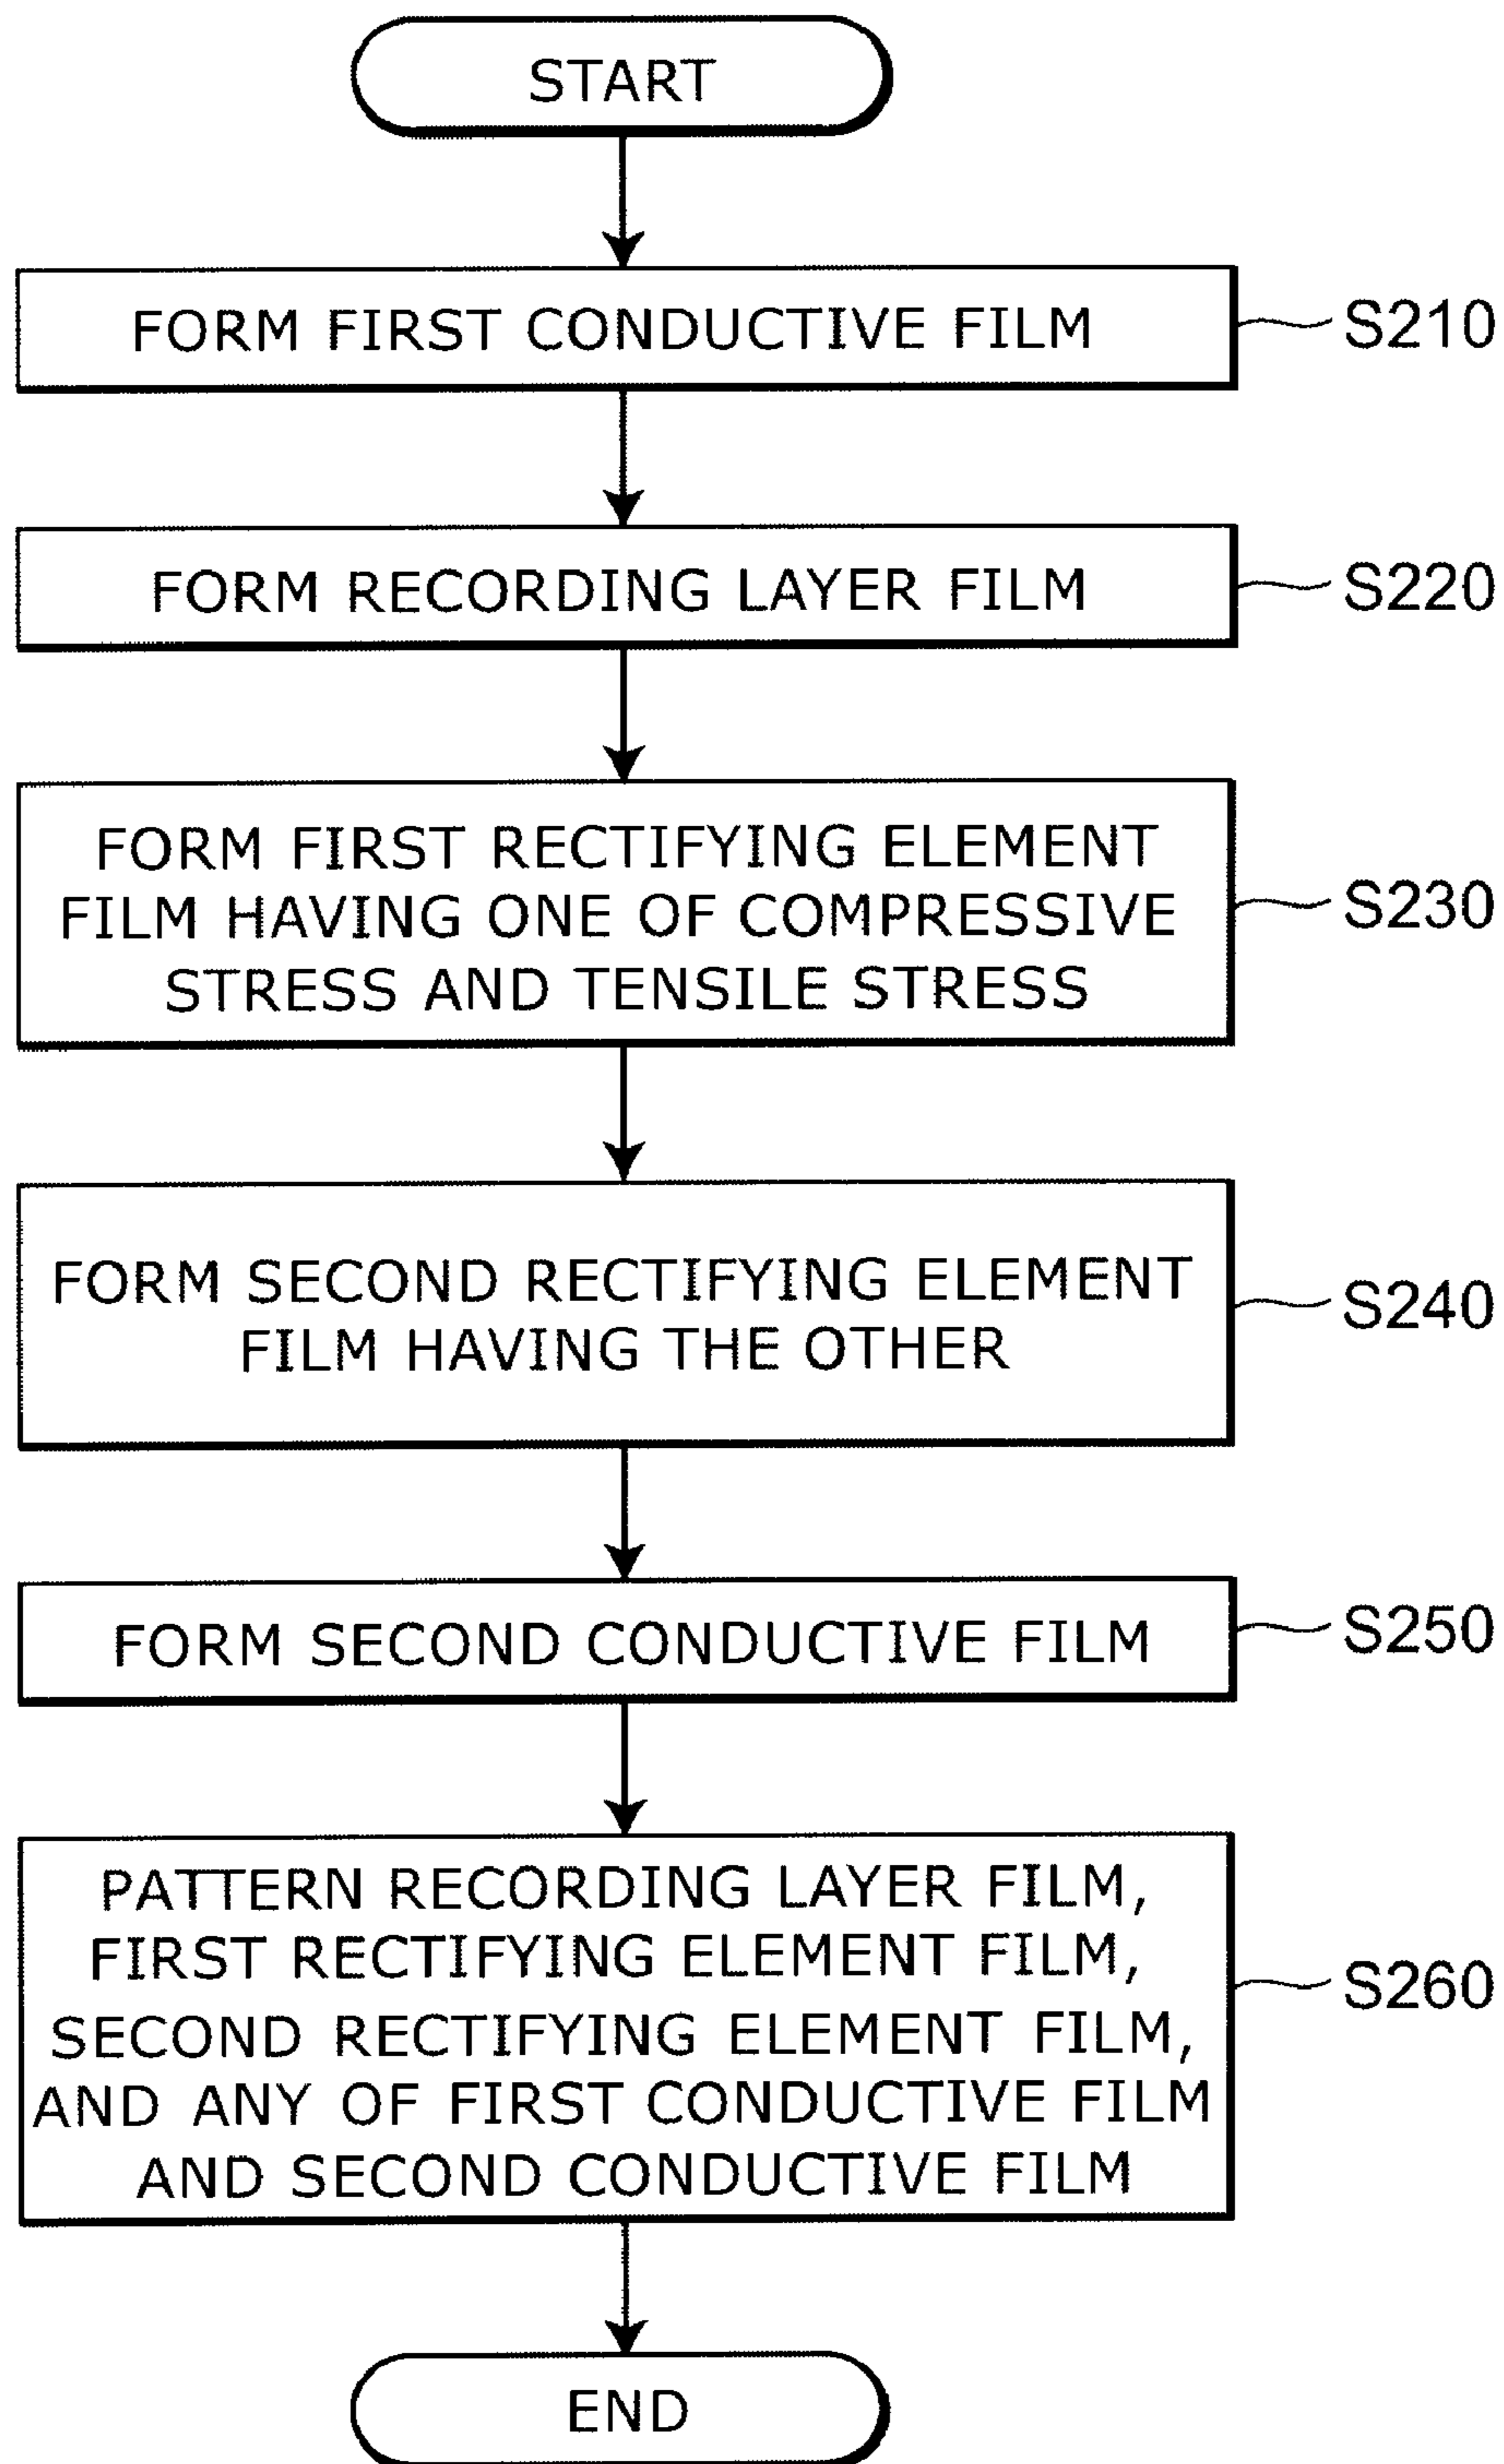 START
FORM FIRST CONDUCTIVE FILM
S210
FORM RECORDING LAYER FILM
S220
FORM FIRST RECTIFYING ELEMENT
FILM HAVING ONE OF COMPRESSIVE
STRESS AND TENSILE STRESS
S230
FORM SECOND RECTIFYING ELEMENT
FILM HAVING THE OTHER
S240
FORM SECOND CONDUCTIVE FILM
S250
PATTERN RECORDING LAYER FILM,
FIRST RECTIFYING ELEMENT FILM,
SECOND RECTIFYING ELEMENT FILM,
AND ANY OF FIRST CONDUCTIVE FILM
AND SECOND CONDUCTIVE FILM
S260
END